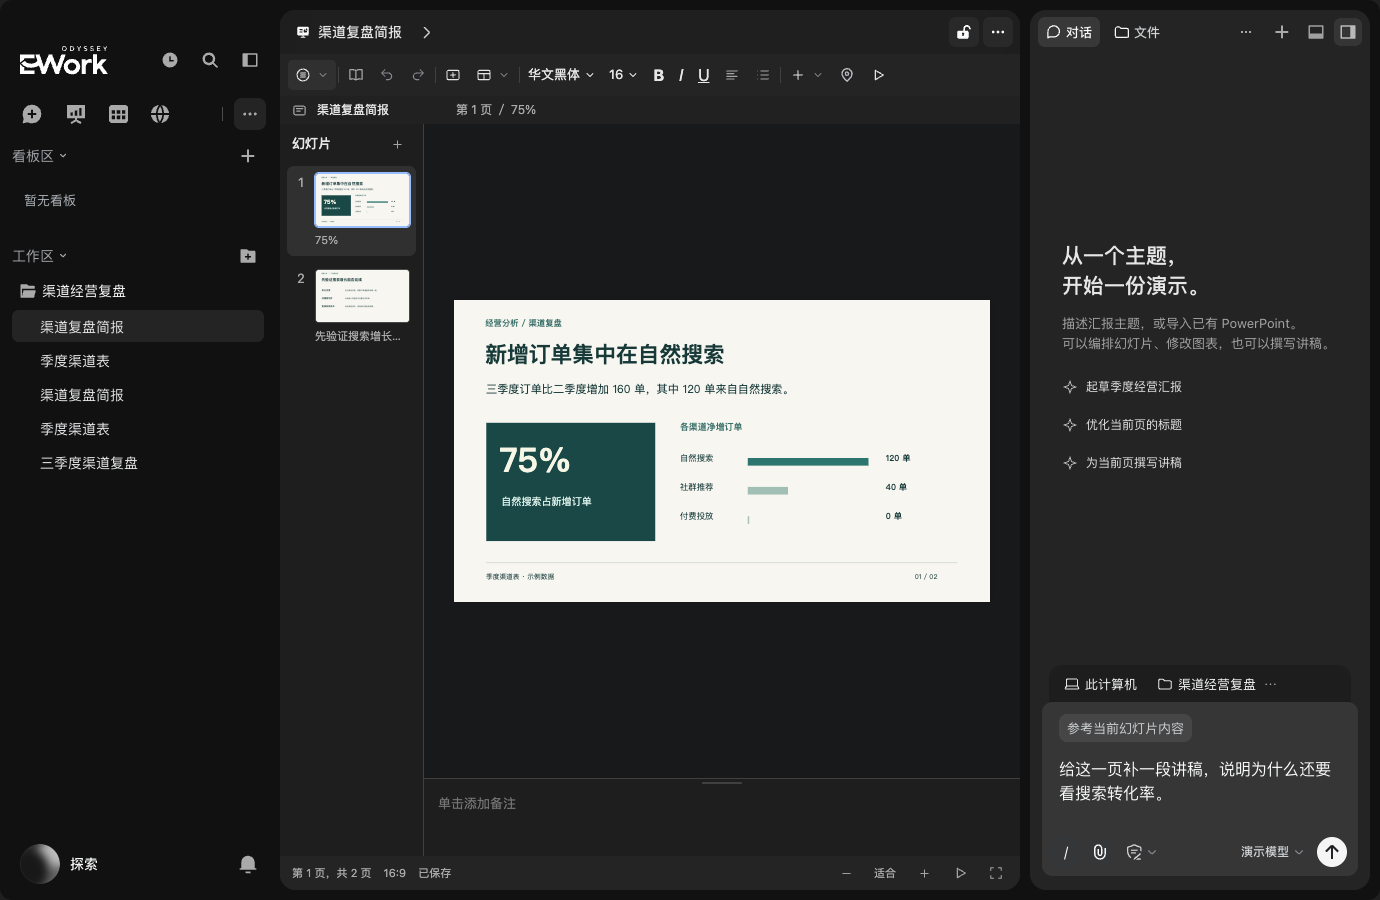 ODYSSEY
EWork
看板区
暂无看板
工作区
渠道经营复盘
渠道复盘简报
季度渠道表
渠道复盘简报
季度渠道表
三季度渠道复盘
探索
渠道复盘简报
华文黑体
16
B I U
渠道复盘简报
第 1 页 / 75%
幻灯片
1
新增订单集中在自然搜索
75%
75%
2
先验证搜索增长...
经营分析 / 渠道复盘
新增订单集中在自然搜索
三季度订单比二季度增加 160 单，其中 120 单来自自然搜索。
75%
自然搜索占新增订单
各渠道净增订单
自然搜索 120 单
社群推荐 40 单
付费投放 0 单
季度渠道表 · 示例数据
01 / 02
单击添加备注
第 1 页，共 2 页 16:9 已保存
适合
对话
文件
从一个主题，
开始一份演示。
描述汇报主题，或导入已有 PowerPoint。
可以编排幻灯片、修改图表，也可以撰写讲稿。
起草季度经营汇报
优化当前页的标题
为当前页撰写讲稿
此计算机
渠道经营复盘
参考当前幻灯片内容
给这一页补一段讲稿，说明为什么还要
看搜索转化率。
/
演示模型